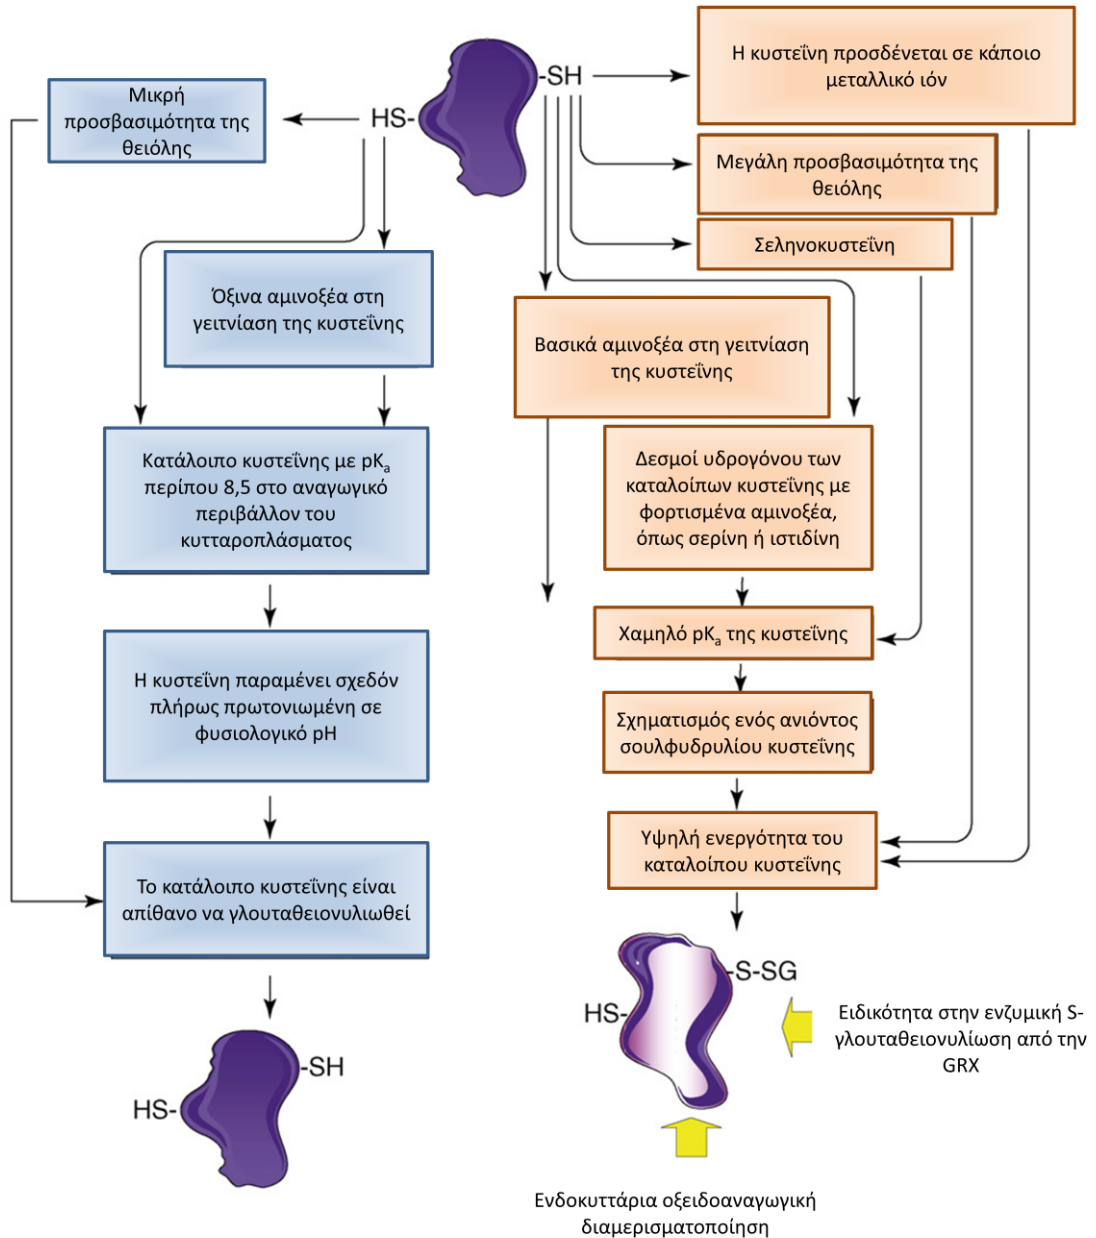 -SH
HS-
Η κυστεΐνη προσδένεται σε κάποιο
μεταλλικό ιόν
Μικρή
προσβασιμότητα της
θειόλης
Μεγάλη προσβασιμότητα της
θειόλης
Σεληνοκυστεΐνη
Όξινα αμινοξέα στη
γειτνίαση της κυστεΐνης
Βασικά αμινοξέα στη γειτνίαση
της κυστεΐνης
Κατάλοιπο κυστεΐνης με pKa
περίπου 8,5 στο αναγωγικό
περιβάλλον του
κυτταροπλάσματος
Δεσμοί υδρογόνου των
καταλοίπων κυστεΐνης με
φορτισμένα αμινοξέα,
όπως σερίνη ή ιστιδίνη
Χαμηλό pKa της κυστεΐνης
Η κυστεΐνη παραμένει σχεδόν
πλήρως πρωτονιωμένη σε
φυσιολογικό pH
Σχηματισμός ενός ανιόντος
σουλφυδρυλίου κυστεΐνης
Υψηλή ενεργότητα του
καταλοίπου κυστεΐνης
Το κατάλοιπο κυστεΐνης είναι
απίθανο να γλουταθειονυλιωθεί
-S-SG
HS-
Ειδικότητα στην ενζυμική S-
γλουταθειονυλίωση από την
GRX
-SH
HS-
Ενδοκυττάρια οξειδοαναγωγική
διαμερισματοποίηση